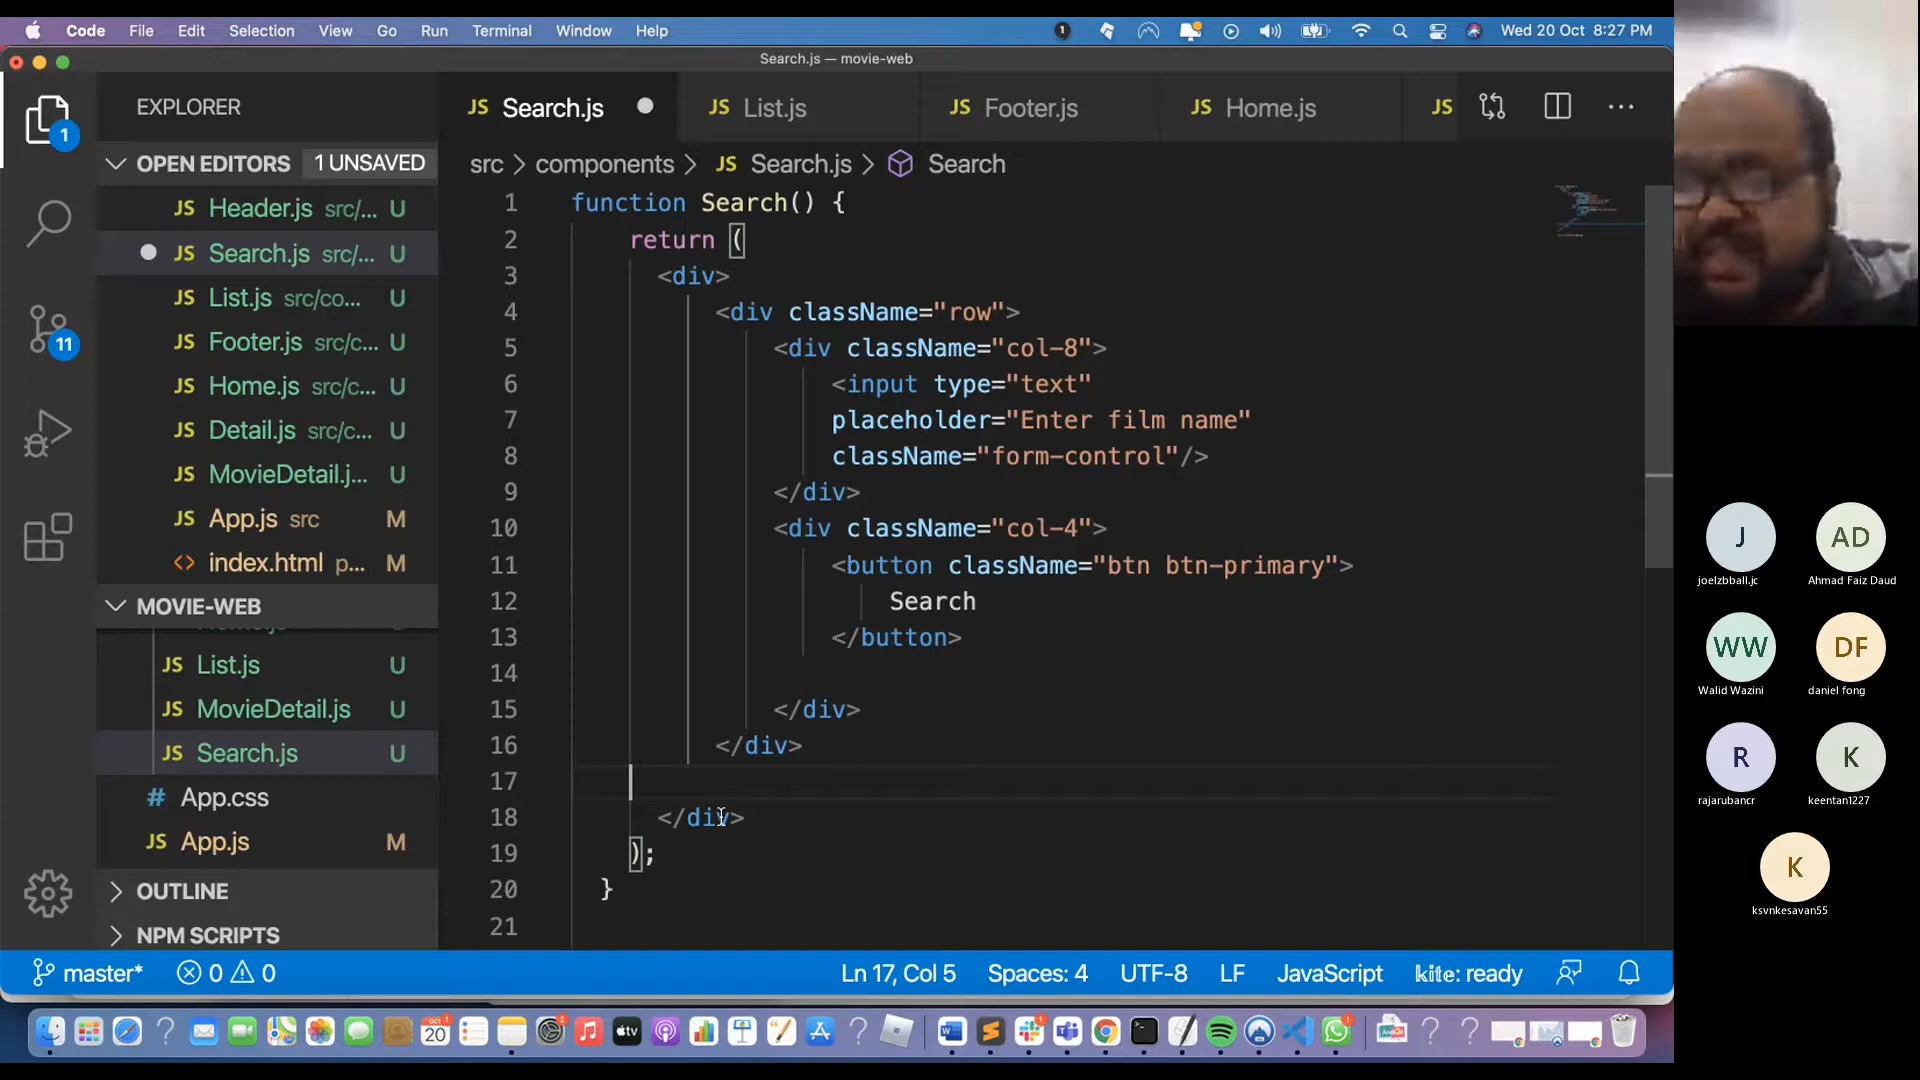 Code File Edit Selection View Go Run Terminal Window Help 1 Wed 20 Oct 8:27 PM
Search.js — movie-web
EXPLORER
JS Search.js JS List.js JS Footer.js JS Home.js JS
1
OPEN EDITORS 1 UNSAVED
src > components > JS Search.js > Search
JS Header.js src/... U
JS Search.js src/... U
JS List.js src/co... U
JS Footer.js src/c... U
JS Home.js src/c... U
JS Detail.js src/c... U
JS MovieDetail.j... U
JS App.js src M
<> index.html p... M
11
MOVIE-WEB
JS List.js U
JS MovieDetail.js U
JS Search.js U
# App.css
JS App.js M
OUTLINE
NPM SCRIPTS
1 function Search() {
2 return (
3 <div>
4 <div className="row">
5 <div className="col-8">
6 <input type="text"
7 placeholder="Enter film name"
8 className="form-control"/>
9 </div>
10 <div className="col-4">
11 <button className="btn btn-primary">
12 Search
13 </button>
14
15 </div>
16 </div>
17
18 </div>
19 );
20 }
21
master* 0 0 Ln 17, Col 5 Spaces: 4 UTF-8 LF JavaScript kite: ready
20
tv
J AD
joelzbball.jc Ahmad Faiz Daud
WW DF
Walid Wazini daniel fong
R K
rajarubancr keentan1227
K
ksvnkesavan55